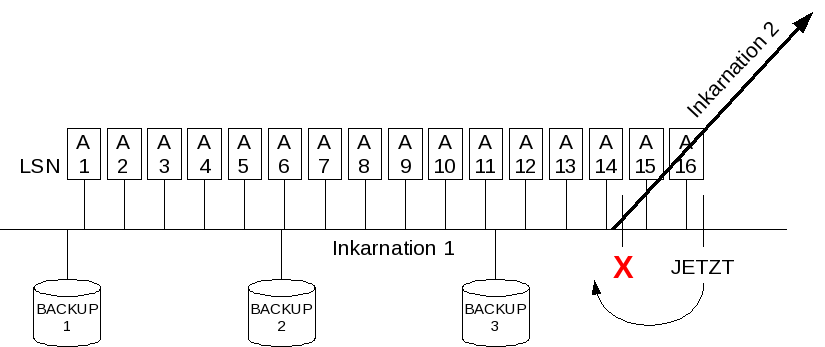 Inkarnation 2
A A A A A A A A A A A A A A A A
LSN 1 2 3 4 5 6 7 8 9 10 11 12 13 14 15 16
Inkarnation 1
X JETZT
BACKUP BACKUP BACKUP
1 2 3